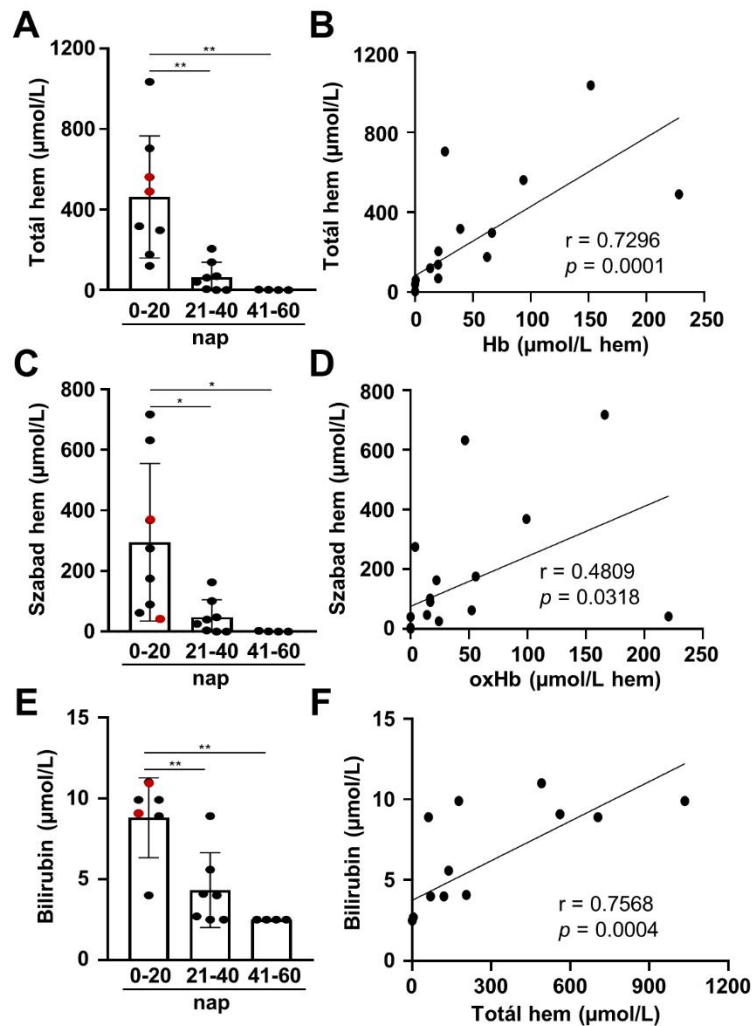 A
Totál hem (µmol/L)
1200
800
400
0
**
**
0-20 21-40 41-60
nap
B
Totál hem (µmol/L)
1200
1000
800
600
400
200
0
r = 0.7296
p = 0.0001
0 50 100 150 200 250
Hb (µmol/L hem)
C
Szabad hem (µmol/L)
800
600
400
200
0
*
*
0-20 21-40 41-60
nap
D
Szabad hem (µmol/L)
800
600
400
200
0
r = 0.4809
p = 0.0318
0 50 100 150 200 250
oxHb (µmol/L hem)
E
Bilirubin (µmol/L)
15
10
5
0
**
**
0-20 21-40 41-60
nap
F
Bilirubin (µmol/L)
15
10
5
0
r = 0.7568
p = 0.0004
0 300 600 900 1200
Totál hem (µmol/L)